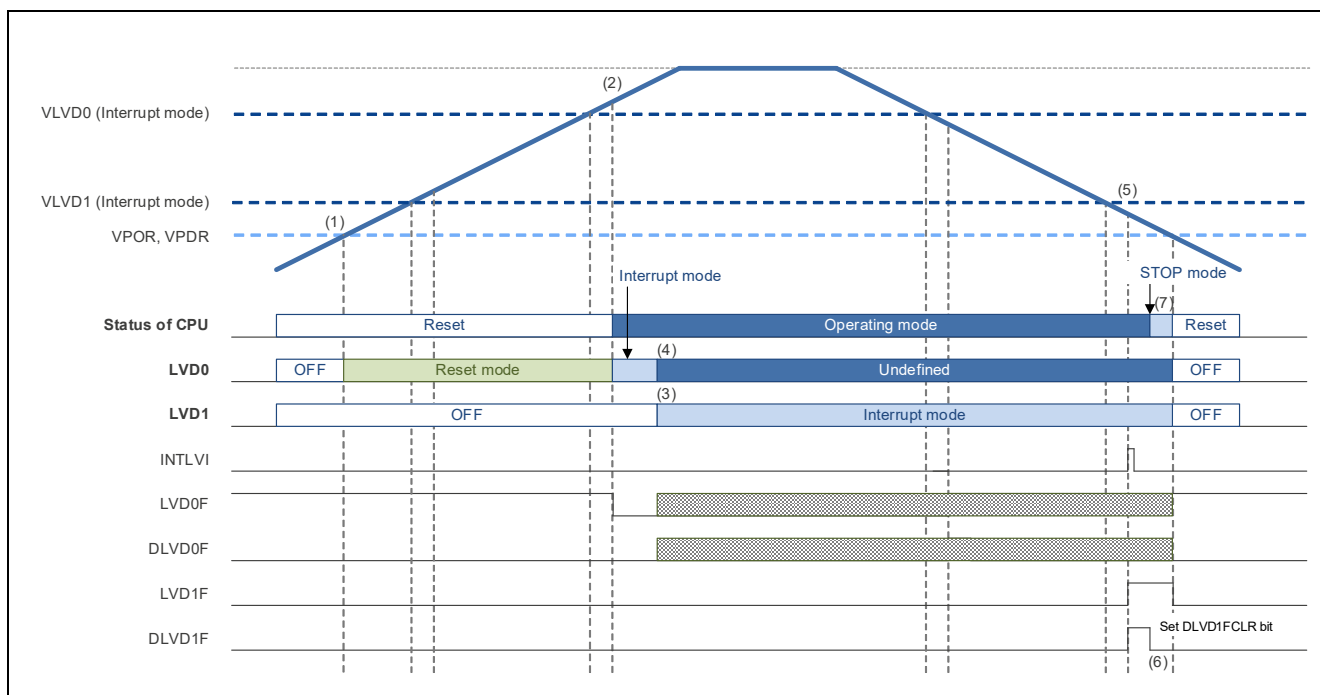 (2)
VLVD0 (Interrupt mode)
(5)
VLVD1 (Interrupt mode)
(1)
VPOR, VPDR
Interrupt mode
STOP mode
(7)
Status of CPU
Reset
Operating mode
Reset
(4)
LVD0
OFF
Reset mode
Undefined
OFF
(3)
LVD1
OFF
Interrupt mode
OFF
INTLVI
LVD0F
DLVD0F
LVD1F
DLVD1F
Set DLVD1FCLR bit
(6)